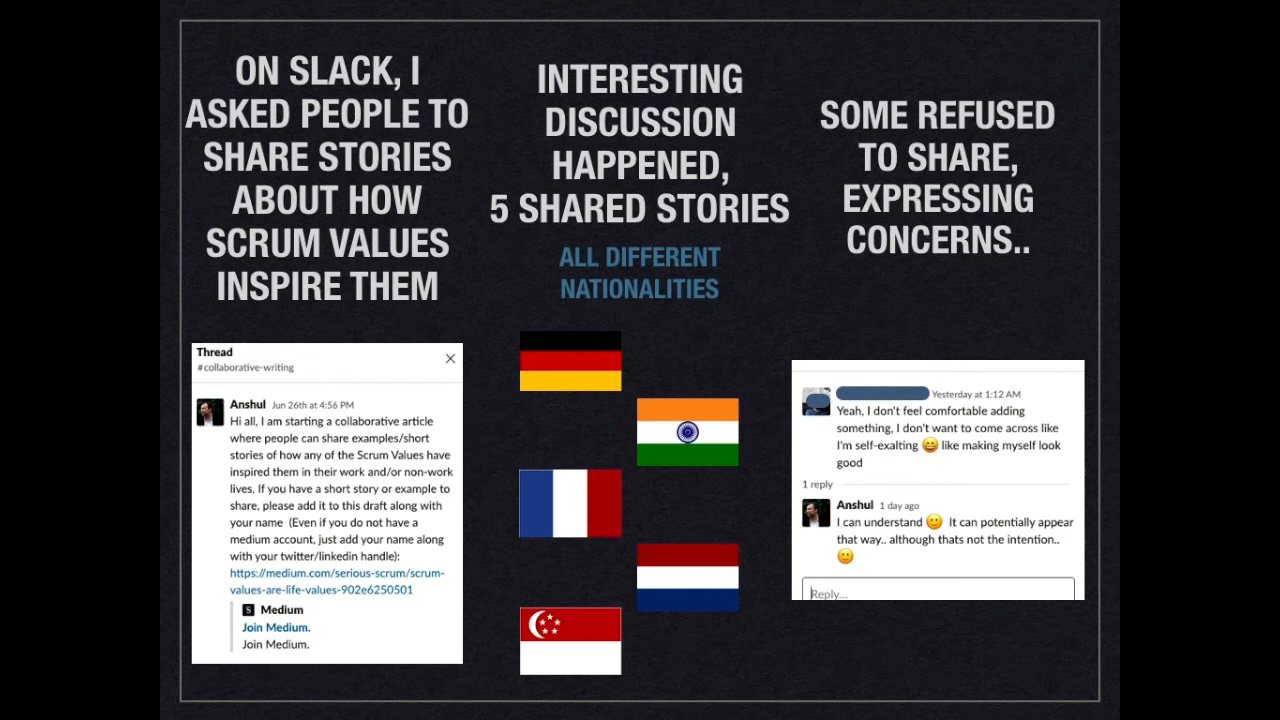 ON SLACK, I
ASKED PEOPLE TO
SHARE STORIES
ABOUT HOW
SCRUM VALUES
INSPIRE THEM
Thread
#collaborative-writing
Anshul Jun 26th at 4:56 PM
Hi all, I am starting a collaborative article
where people can share examples/short
stories of how any of the Scrum Values have
inspired them in their work and/or non-work
lives. If you have a short story or example to
share, please add it to this draft along with
your name (Even if you do not have a
medium account, just add your name along
with your twitter/linkedin handle):
https://medium.com/serious-scrum/scrum-
values-are-life-values-902e6250501
S Medium
Join Medium.
Join Medium.
INTERESTING
DISCUSSION
HAPPENED,
5 SHARED STORIES
ALL DIFFERENT
NATIONALITIES
SOME REFUSED
TO SHARE,
EXPRESSING
CONCERNS..
Yesterday at 1:12 AM
Yeah, I don't feel comfortable adding
something, I don't want to come across like
I'm self-exalting 😄 like making myself look
good
1 reply
Anshul 1 day ago
I can understand 🙂 It can potentially appear
that way.. although thats not the intention..
🙂
Reply...